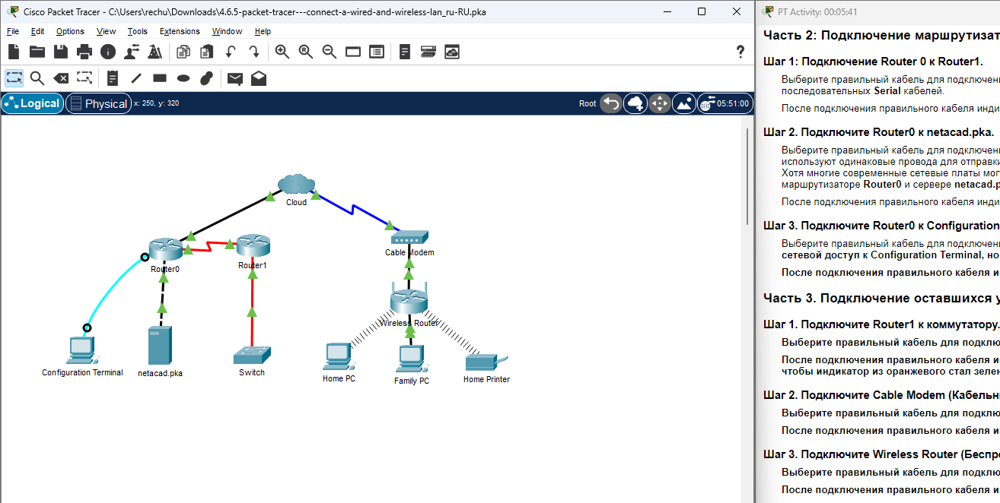 Cisco Packet Tracer - C:\Users\rechu\Downloads\4.6.5-packet-tracer---connect-a-wired-and-wireless-lan_ru-RU.pka
File Edit Options View Tools Extensions Window Help
Logical Physical x: 250, y: 320
Root 05:51:00
Cloud
Cable Modem
Router0
Router1
Wireless Router
Configuration Terminal
netacad.pka
Switch
Home PC
Family PC
Home Printer
PT Activity: 00:05:41
Часть 2: Подключение маршрутизат
Шаг 1: Подключение Router 0 к Router1.
Выберите правильный кабель для подключен
последовательных Serial кабелей.
После подключения правильного кабеля инди
Шаг 2. Подключите Router0 к netacad.pka.
Выберите правильный кабель для подключен
используют одинаковые провода для отправки
Хотя многие современные сетевые платы мог
маршрутизаторе Router0 и сервере netacad.p
После подключения правильного кабеля инди
Шаг 3. Подключите Router0 к Configuration
Выберите правильный кабель для подключен
сетевой доступ к Configuration Terminal, но
После подключения правильного кабеля и
Часть 3. Подключение оставшихся у
Шаг 1. Подключите Router1 к коммутатору.
Выберите правильный кабель для подклю
После подключения правильного кабеля и
чтобы индикатор из оранжевого стал зелен
Шаг 2. Подключите Cable Modem (Кабельн
Выберите правильный кабель для подклю
После подключения правильного кабеля и
Шаг 3. Подключите Wireless Router (Беспро
Выберите правильный кабель для подклю
После подключения правильного кабеля и